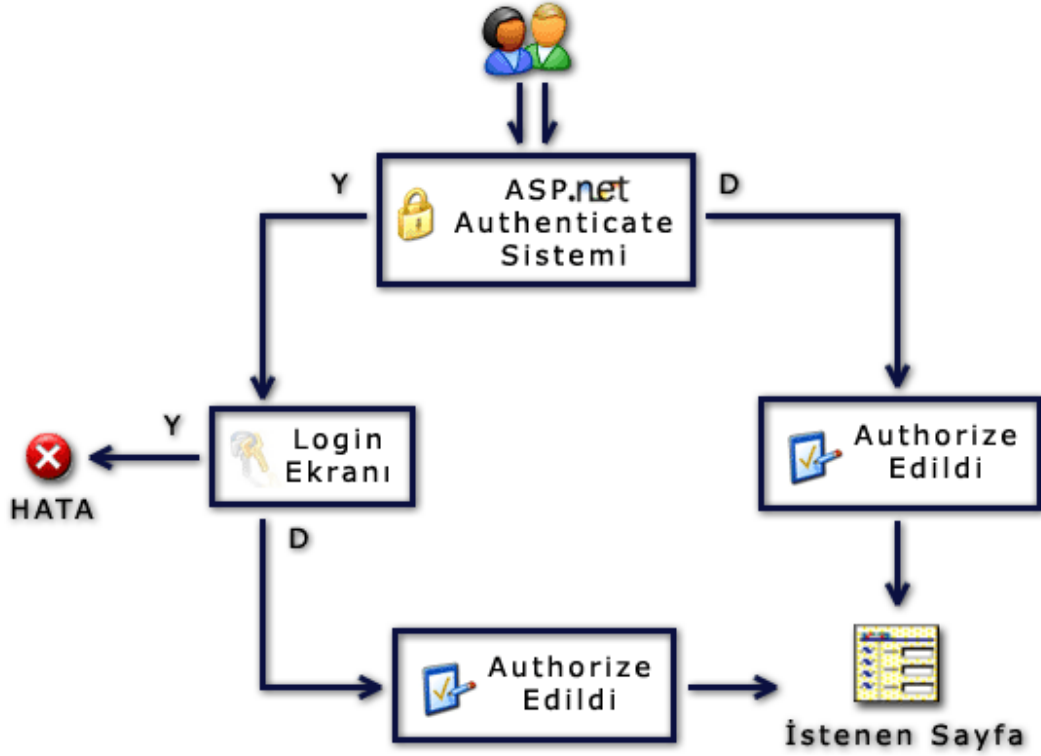 Y
D
ASP.net
Authenticate
Sistemi
Y
Login
Ekranı
Authorize
Edildi
HATA
D
Authorize
Edildi
İstenen Sayfa